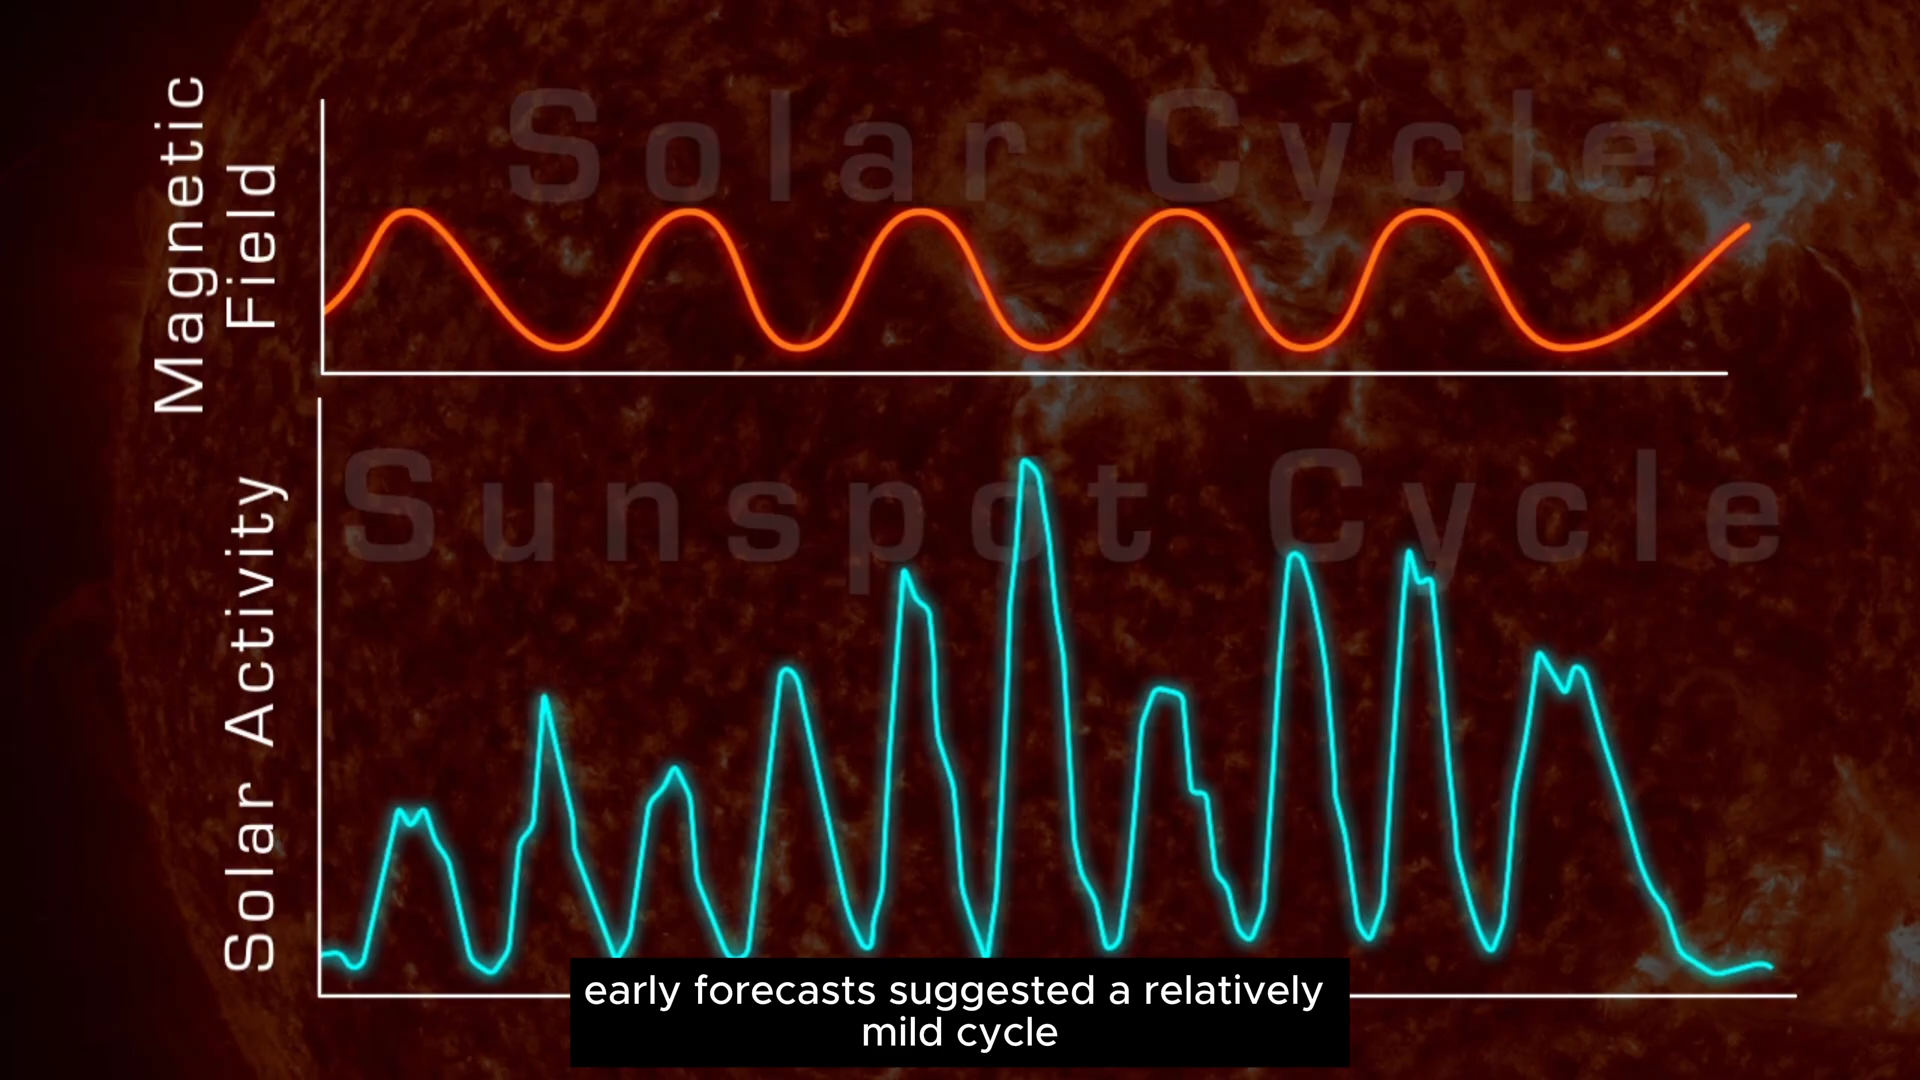 Magnetic
Field
Solar Cycle
Solar Activity
Sunspot Cycle
early forecasts suggested a relatively
mild cycle